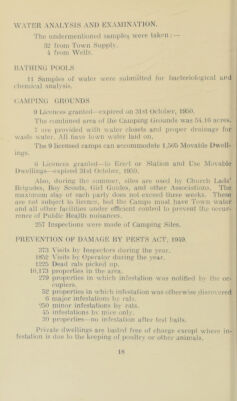 WATER ANALYSIS AND EXAMINATION.
The undermentioned samples were taken:—
32 from Town Supply.
4 from Wells.
BATHING POOLS
11 Samples of water were submitted for bacteriological and
chemical analysis.
CAMPING GROUNDS
9 Licences granted—expired on 31st October, 1950.
The combined area of the Camping Grounds was 54.16 acres.
7 are provided with water closets and proper drainage for
waste water. All have town water laid on.
The 9 licensed camps can accommodate 1,505 Movable Dwell-
ings.
6 Licences granted—to Erect or Station and Use Movable
Dwellings—expired 31st October, 1950.
Also, during the summer, sites are used by Church Lads'
Brigades, Boy Scouts, Girl Guides, and other Associations. The
maximum stay of each party does not exceed three weeks. These
are not subject to licence, but the Camps must have Town water
and all other facilities under efficient control to prevent the occur-
rence of Public Health nuisances.
257 Inspections were made of Camping Sites.
PREVENTION OF DAMAGE BY PESTS ACT, 1949.
373 Visits by Inspectors during the year.
1852 Visits by Operator during the year.
1225 Dead rats picked up.
10,173 properties in the area.
279 properties in which infestation was notified by the oc-
cupiers.
52 properties in which infestation was otherwise discovered
6 major infestations by rats.
250 minor infestations by rats.
45 infestations by mice only.
30 properties—no infestation after test baits.
Private dwellings are baited free of charge except where in-
festation is due to the keeping of poultry or other animals.
18